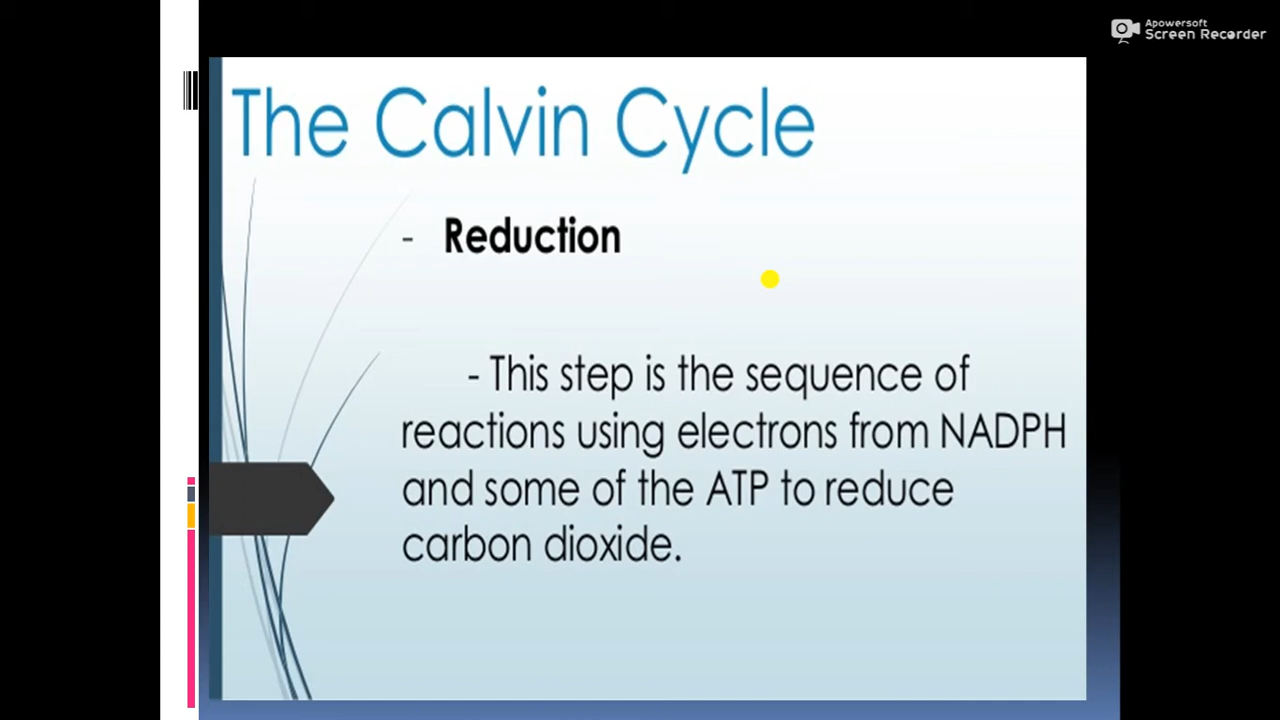 Apowersoft
Screen Recorder
The Calvin Cycle
- Reduction
- This step is the sequence of
reactions using electrons from NADPH
and some of the ATP to reduce
carbon dioxide.